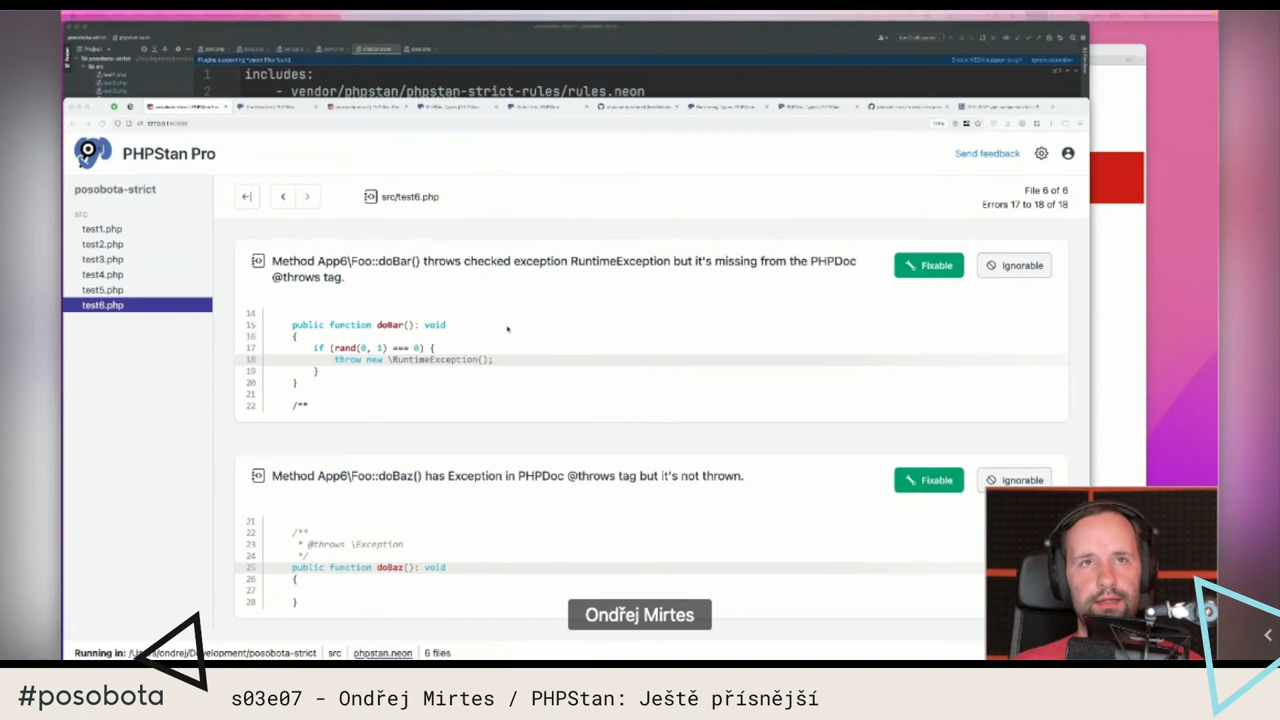 includes:
- vendor/phpstan/phpstan-strict-rules/rules.neon
PHPStan Pro
Send feedback
posobota-strict
src
test1.php
test2.php
test3.php
test4.php
test5.php
test6.php
src/test6.php
File 6 of 6
Errors 17 to 18 of 18
Method App6\Foo::doBar() throws checked exception RuntimeException but it's missing from the PHPDoc
@throws tag.
Fixable
Ignorable
14
15 public function doBar(): void
16 {
17 if (rand(0, 1) === 0) {
18 throw new \RuntimeException();
19 }
20 }
21
22 /**
Method App6\Foo::doBaz() has Exception in PHPDoc @throws tag but it's not thrown.
Fixable
Ignorable
21
22 /**
23 * @throws \Exception
24 */
25 public function doBaz(): void
26 {
27
28 }
Ondřej Mirtes
Running in: /Users/ondrej/Development/posobota-strict src phpstan.neon 6 files
#posobota
s03e07 - Ondřej Mirtes / PHPStan: Ještě přísnější